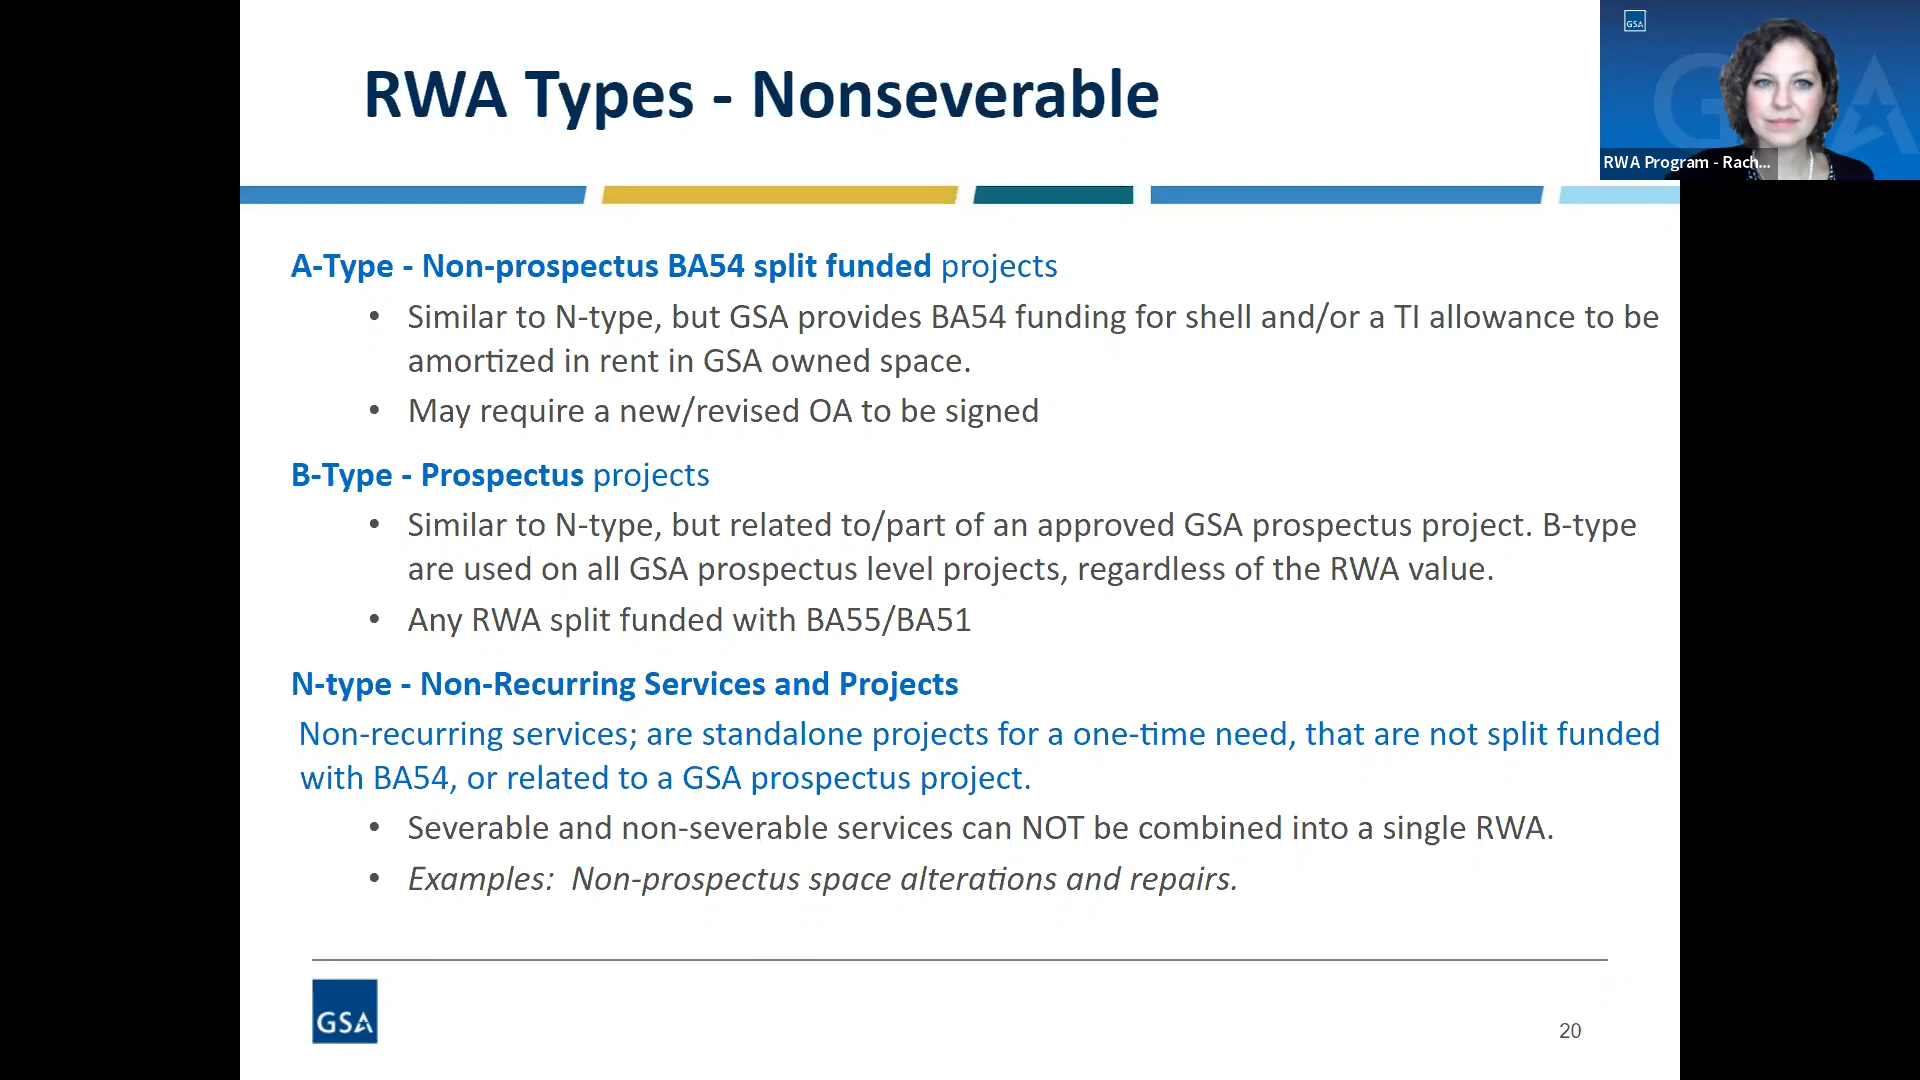 RWA Types - Nonseverable
GSA
RWA Program - Rach...
A-Type - Non-prospectus BA54 split funded projects
• Similar to N-type, but GSA provides BA54 funding for shell and/or a TI allowance to be
amortized in rent in GSA owned space.
• May require a new/revised OA to be signed
B-Type - Prospectus projects
• Similar to N-type, but related to/part of an approved GSA prospectus project. B-type
are used on all GSA prospectus level projects, regardless of the RWA value.
• Any RWA split funded with BA55/BA51
N-type - Non-Recurring Services and Projects
Non-recurring services; are standalone projects for a one-time need, that are not split funded
with BA54, or related to a GSA prospectus project.
• Severable and non-severable services can NOT be combined into a single RWA.
• Examples:  Non-prospectus space alterations and repairs.
GSA
20